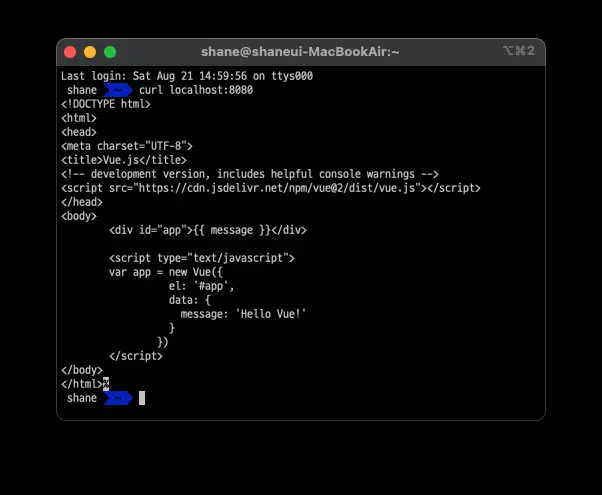 shane@shaneui-MacBookAir:~
⌥⌘2
Last login: Sat Aug 21 14:59:56 on ttys000
shane ~ curl localhost:8080
<!DOCTYPE html>
<html>
<head>
<meta charset="UTF-8">
<title>Vue.js</title>
<!-- development version, includes helpful console warnings -->
<script src="https://cdn.jsdelivr.net/npm/vue@2/dist/vue.js"></script>
</head>
<body>
        <div id="app">{{ message }}</div>

        <script type="text/javascript">
        var app = new Vue({
                  el: '#app',
                  data: {
                    message: 'Hello Vue!'
                  }
                })
        </script>
</body>
</html>%
shane ~